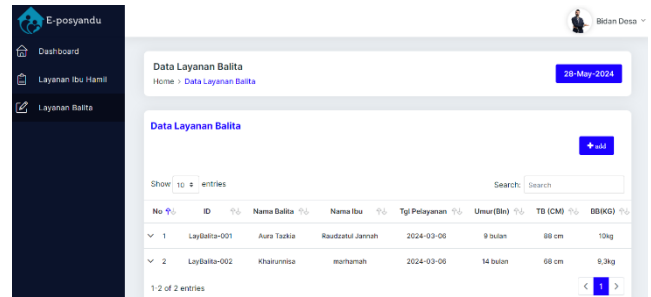 E-posyandu
Bidan Desa
Dashboard
Layanan Ibu Hamil
Layanan Balita
Data Layanan Balita
Home > Data Layanan Balita
28-May-2024
Data Layanan Balita
+ add
Show 10 entries
Search: Search
No ID Nama Balita Nama Ibu Tgl Pelayanan Umur(Bln) TB (CM) BB(KG)
1 LayBalita-001 Aura Tazkia Raudzatul Jannah 2024-03-06 9 bulan 88 cm 10kg
2 LayBalita-002 Khairunnisa marhamah 2024-03-06 14 bulan 68 cm 9,3kg
1-2 of 2 entries
< 1 >